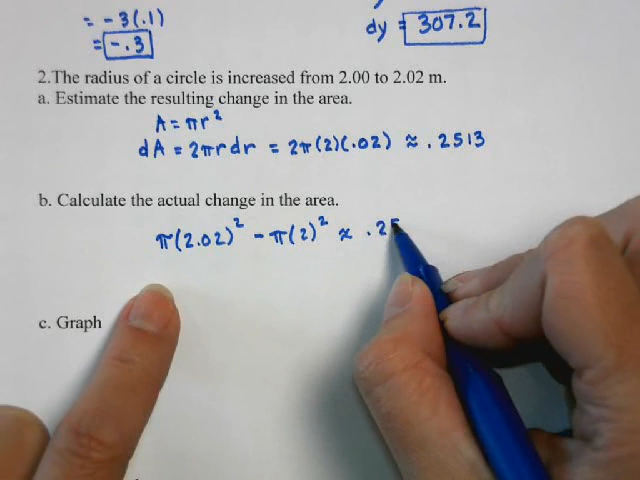 = -3(.1)
= -.3
dy = 307.2
2.The radius of a circle is increased from 2.00 to 2.02 m.
a. Estimate the resulting change in the area.
A = πr²
dA = 2πrdr = 2π(2)(.02) ≈ .2513
b. Calculate the actual change in the area.
π(2.02)² - π(2)² ≈ .25
c. Graph